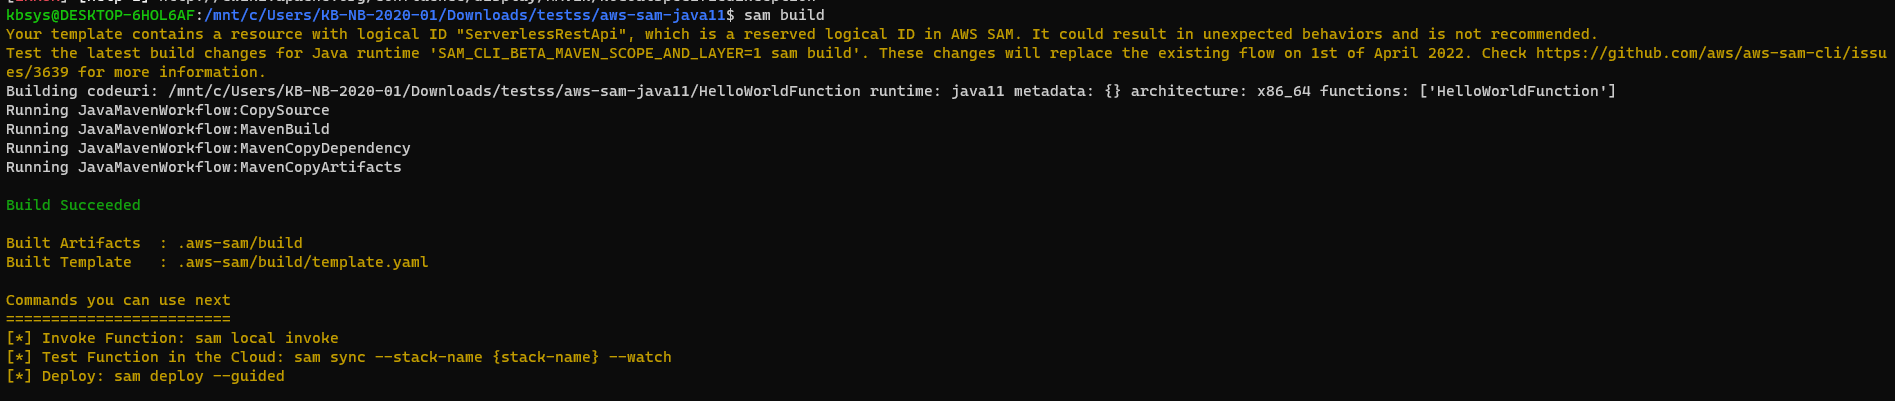 kbsys@DESKTOP-6HOL6AF:/mnt/c/Users/KB-NB-2020-01/Downloads/testss/aws-sam-java11$ sam build
Your template contains a resource with logical ID "ServerlessRestApi", which is a reserved logical ID in AWS SAM. It could result in unexpected behaviors and is not recommended.
Test the latest build changes for Java runtime 'SAM_CLI_BETA_MAVEN_SCOPE_AND_LAYER=1 sam build'. These changes will replace the existing flow on 1st of April 2022. Check https://github.com/aws/aws-sam-cli/issu
es/3639 for more information.
Building codeuri: /mnt/c/Users/KB-NB-2020-01/Downloads/testss/aws-sam-java11/HelloWorldFunction runtime: java11 metadata: {} architecture: x86_64 functions: ['HelloWorldFunction']
Running JavaMavenWorkflow:CopySource
Running JavaMavenWorkflow:MavenBuild
Running JavaMavenWorkflow:MavenCopyDependency
Running JavaMavenWorkflow:MavenCopyArtifacts
Build Succeeded
Built Artifacts  : .aws-sam/build
Built Template   : .aws-sam/build/template.yaml
Commands you can use next
=========================
[*] Invoke Function: sam local invoke
[*] Test Function in the Cloud: sam sync --stack-name {stack-name} --watch
[*] Deploy: sam deploy --guided